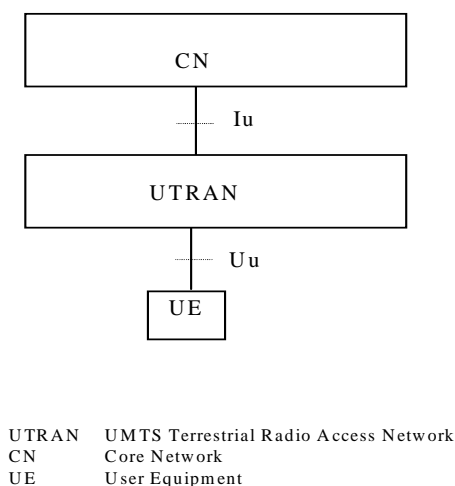 CN
Iu
UTRAN
Uu
UE
UTRAN UMTS Terrestrial Radio Access Network
CN Core Network
UE User Equipment